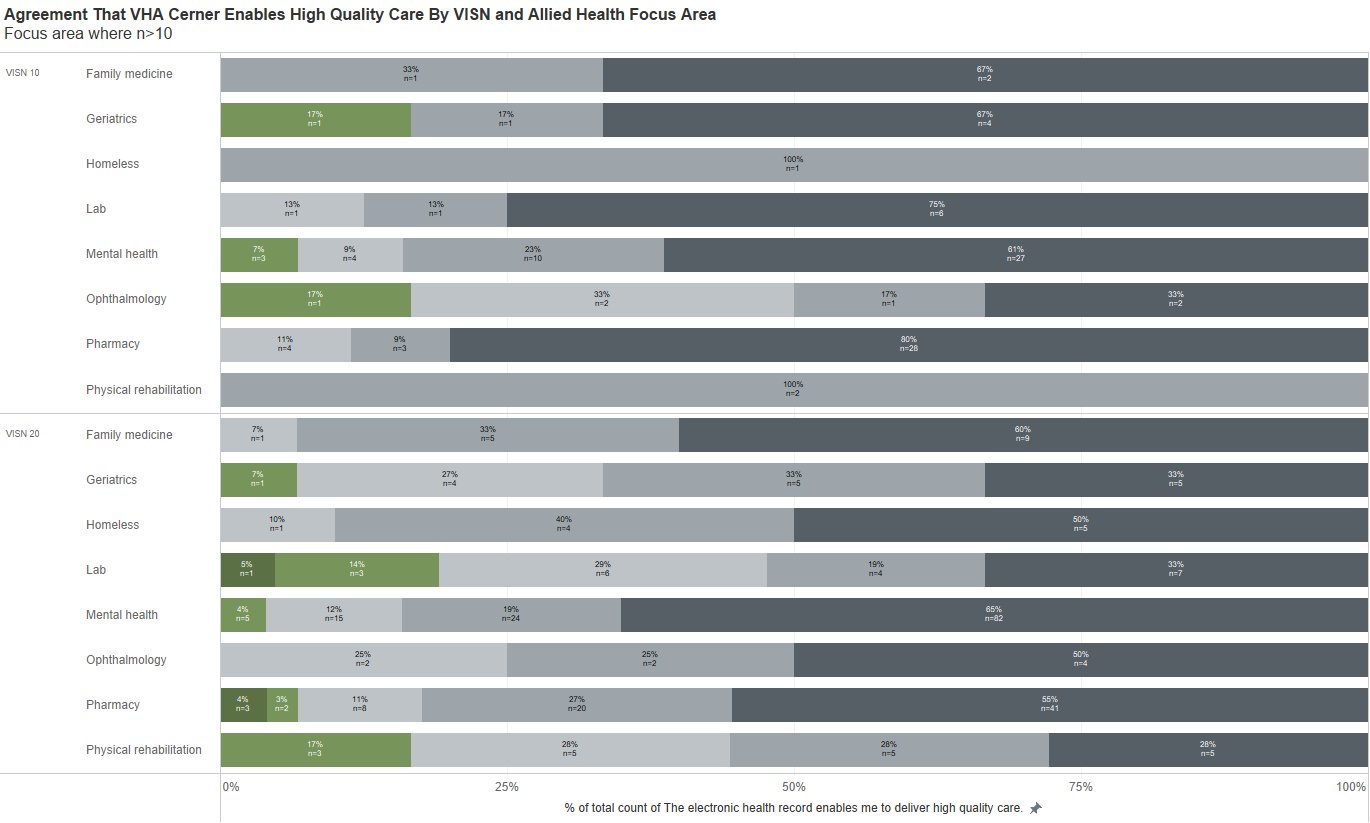 Agreement That VHA Cerner Enables High Quality Care By VISN and Allied Health Focus Area
Focus area where n>10
VISN 10
Family medicine
33%
n=1
67%
n=2
Geriatrics
17%
n=1
17%
n=1
67%
n=4
Homeless
100%
n=1
Lab
13%
n=1
13%
n=1
75%
n=6
Mental health
7%
n=3
9%
n=4
23%
n=10
61%
n=27
Ophthalmology
17%
n=1
33%
n=2
17%
n=1
33%
n=2
Pharmacy
11%
n=4
9%
n=3
80%
n=28
Physical rehabilitation
100%
n=2
VISN 20
Family medicine
7%
n=1
33%
n=5
60%
n=9
Geriatrics
7%
n=1
27%
n=4
33%
n=5
33%
n=5
Homeless
10%
n=1
40%
n=4
50%
n=5
Lab
5%
n=1
14%
n=3
29%
n=6
19%
n=4
33%
n=7
Mental health
4%
n=5
12%
n=15
19%
n=24
65%
n=82
Ophthalmology
25%
n=2
25%
n=2
50%
n=4
Pharmacy
4%
n=3
3%
n=2
11%
n=8
27%
n=20
55%
n=41
Physical rehabilitation
17%
n=3
28%
n=5
28%
n=5
28%
n=5
0%
25%
50%
75%
100%
% of total count of The electronic health record enables me to deliver high quality care.